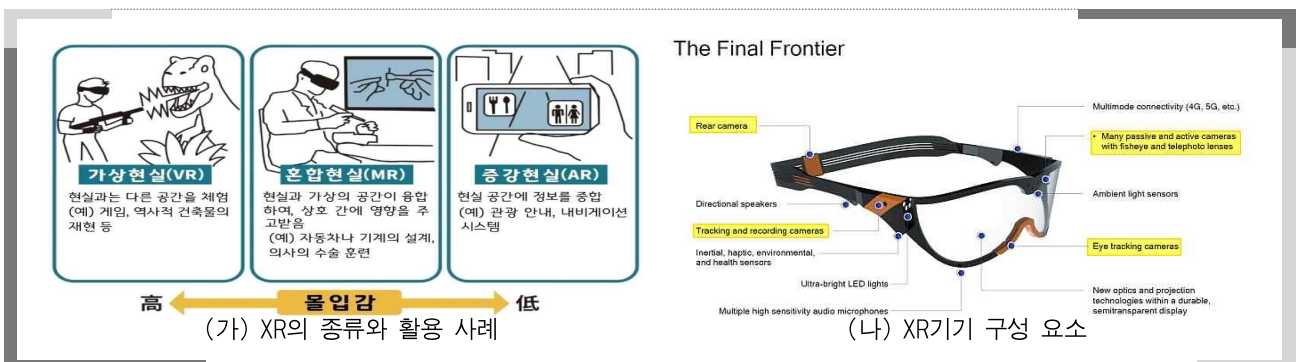 가상현실(VR)
현실과는 다른 공간을 체험
(예) 게임, 역사적 건축물의
재현 등
혼합현실(MR)
현실과 가상의 공간이 융합
하여, 상호 간에 영향을 주
고받음
(예) 자동차나 기계의 설계,
의사의 수술 훈련
증강현실(AR)
현실 공간에 정보를 중합
(예) 관광 안내, 내비게이션
시스템
高 몰입감 低
(가) XR의 종류와 활용 사례
The Final Frontier
Rear camera
Directional speakers
Tracking and recording cameras
Inertial, haptic, environmental,
and health sensors
Ultra-bright LED lights
Multiple high sensitivity audio microphones
Multimode connectivity (4G, 5G, etc.)
• Many passive and active cameras
with fisheye and telephoto lenses
Ambient light sensors
Eye tracking cameras
New optics and projection
technologies within a durable,
semitransparent display
(나) XR기기 구성 요소